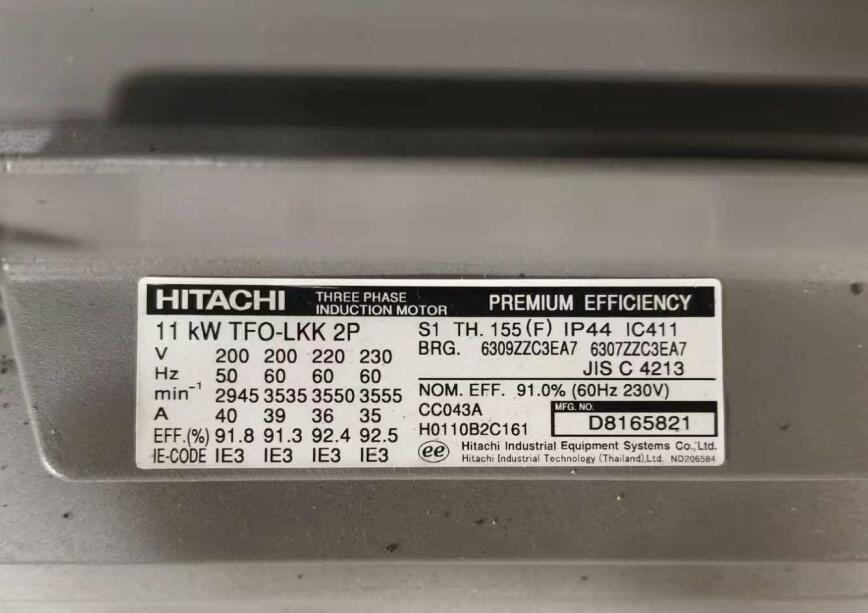 HITACHI THREE PHASE INDUCTION MOTOR PREMIUM EFFICIENCY
11 kW TFO-LKK 2P
V 200 200 220 230
Hz 50 60 60 60
min⁻¹ 2945 3535 3550 3555
A 40 39 36 35
EFF.(%) 91.8 91.3 92.4 92.5
IE-CODE IE3 IE3 IE3 IE3
S1 TH. 155(F) IP44 IC411
BRG. 6309ZZC3EA7 6307ZZC3EA7
JIS C 4213
NOM. EFF. 91.0% (60Hz 230V)
CC043A
H0110B2C161
MFG. NO. D8165821
ee Hitachi Industrial Equipment Systems Co.,Ltd.
Hitachi Industrial Technology (Thailand),Ltd. ND206584